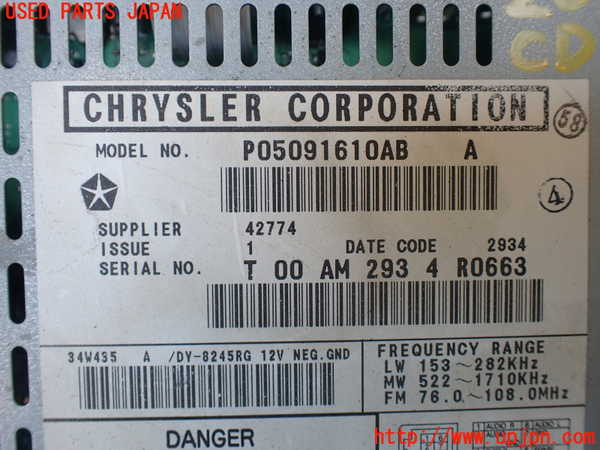 USED PARTS JAPAN
CD
CHRYSLER CORPORATION
58
MODEL NO. P05091610AB A
4
SUPPLIER 42774
ISSUE 1 DATE CODE 2934
SERIAL NO. T 00 AM 293 4 R0663
34W435 A /DY-8245RG 12V NEG.GND
FREQUENCY RANGE
LW 153～282KHz
MW 522～1710KHz
FM 76.0～108.0MHz
DANGER
http://www.upjpn.com/